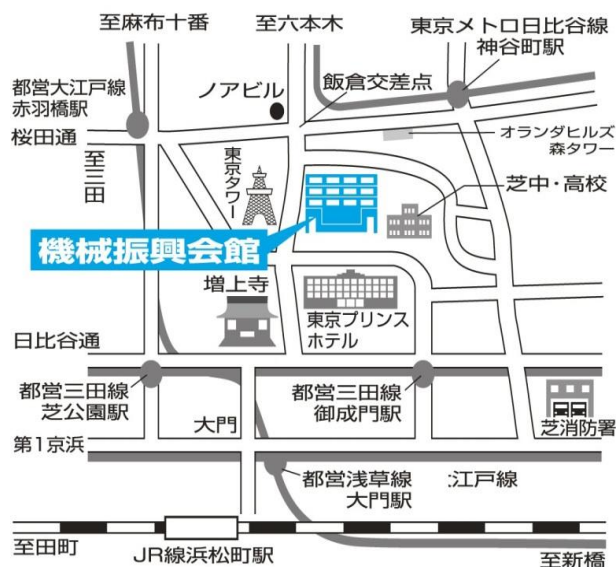 至麻布十番
至六本木
東京メトロ日比谷線
神谷町駅
都営大江戸線
赤羽橋駅
ノアビル
飯倉交差点
桜田通
オランダヒルズ
森タワー
至三田
東京タワー
芝中・高校
機械振興会館
増上寺
東京プリンス
ホテル
日比谷通
都営三田線
芝公園駅
都営三田線
御成門駅
大門
芝消防署
第1京浜
都営浅草線
江戸線
大門駅
至田町
JR線浜松町駅
至新橋